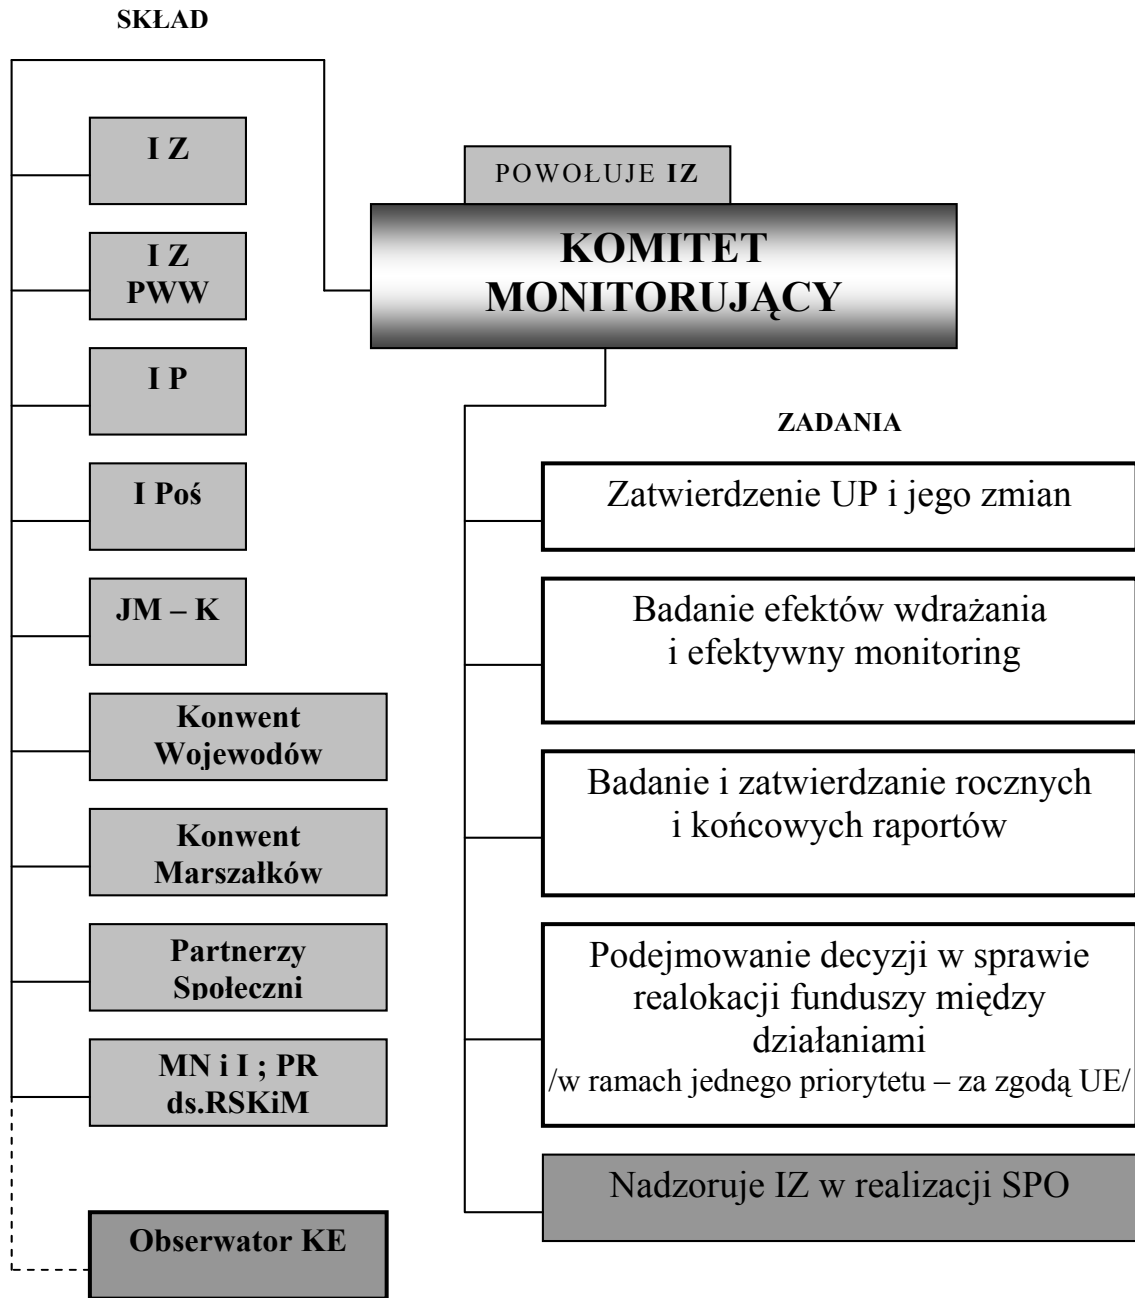 SKŁAD
I Z
I Z
PWW
I P
I Poś
JM – K
Konwent
Wojewodów
Konwent
Marszałków
Partnerzy
Społeczni
MN i I ; PR
ds.RSKiM
Obserwator KE
POWOŁUJE IZ
KOMITET
MONITORUJĄCY
ZADANIA
Zatwierdzenie UP i jego zmian
Badanie efektów wdrażania
i efektywny monitoring
Badanie i zatwierdzanie rocznych
i końcowych raportów
Podejmowanie decyzji w sprawie
realokacji funduszy między
działaniami
/w ramach jednego priorytetu – za zgodą UE/
Nadzoruje IZ w realizacji SPO